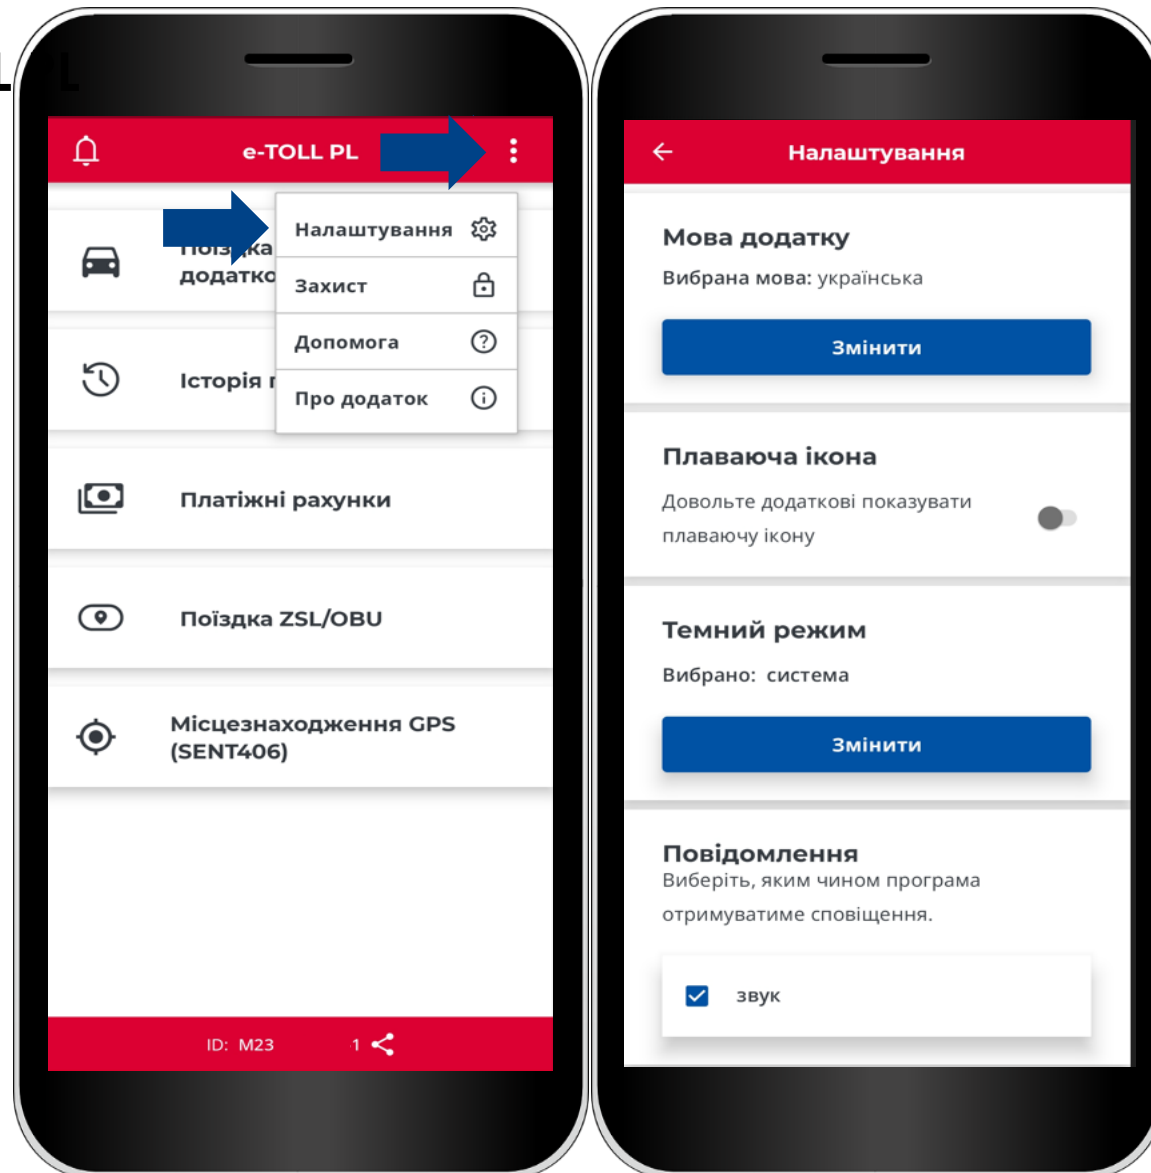 PL
e-TOLL PL
Налаштування
Захист
Допомога
Про додаток
додатко
Історія
Платіжні рахунки
Поїздка ZSL/OBU
Місцезнаходження GPS
(SENT406)
ID: M23 1
Налаштування
Мова додатку
Вибрана мова: українська
Змінити
Плаваюча ікона
Довольте додаткові показувати
плаваючу ікону
Темний режим
Вибрано: система
Змінити
Повідомлення
Виберіть, яким чином програма
отримуватиме сповіщення.
звук